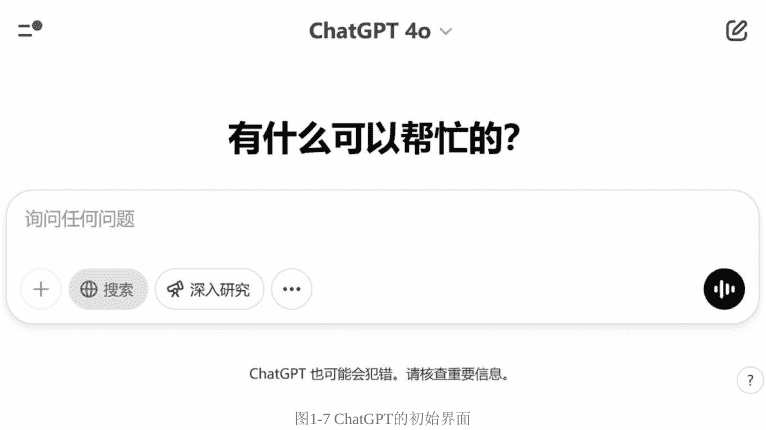 ChatGPT 4o
有什么可以帮忙的？
询问任何问题
搜索 深入研究
ChatGPT 也可能会犯错。请核查重要信息。
?
图1-7 ChatGPT的初始界面